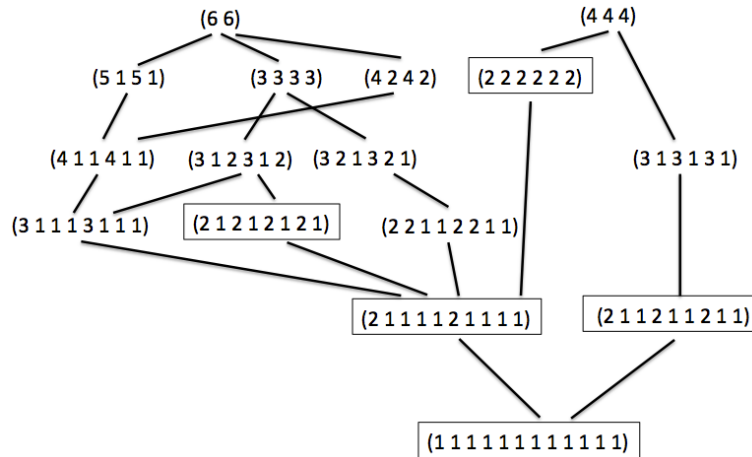 (6 6) (4 4 4)
(5 1 5 1) (3 3 3 3) (4 2 4 2) (2 2 2 2 2 2)
(4 1 1 4 1 1) (3 1 2 3 1 2) (3 2 1 3 2 1) (3 1 3 1 3 1)
(3 1 1 1 3 1 1 1) (2 1 2 1 2 1 2 1) (2 2 1 1 2 2 1 1)
(2 1 1 1 1 2 1 1 1 1) (2 1 1 2 1 1 2 1 1)
(1 1 1 1 1 1 1 1 1 1 1 1)